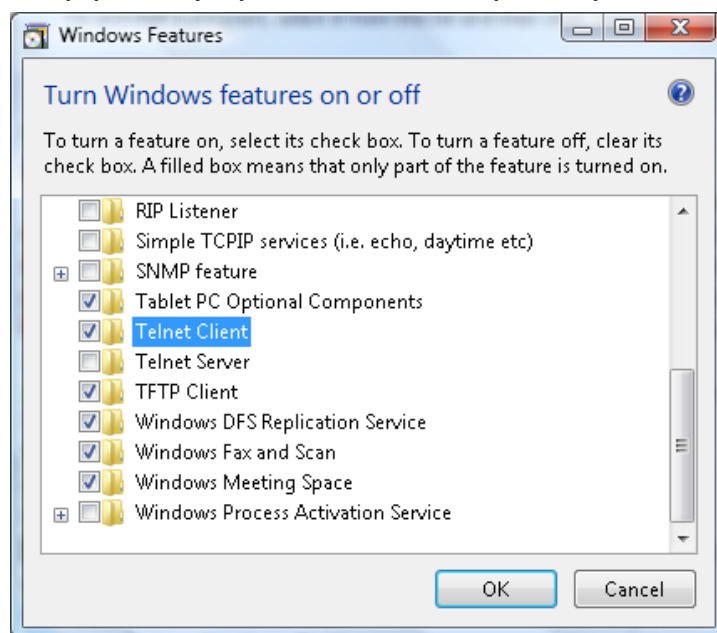 Windows Features
Turn Windows features on or off
To turn a feature on, select its check box. To turn a feature off, clear its
check box. A filled box means that only part of the feature is turned on.
RIP Listener
Simple TCPIP services (i.e. echo, daytime etc)
SNMP feature
Tablet PC Optional Components
Telnet Client
Telnet Server
TFTP Client
Windows DFS Replication Service
Windows Fax and Scan
Windows Meeting Space
Windows Process Activation Service
OK Cancel